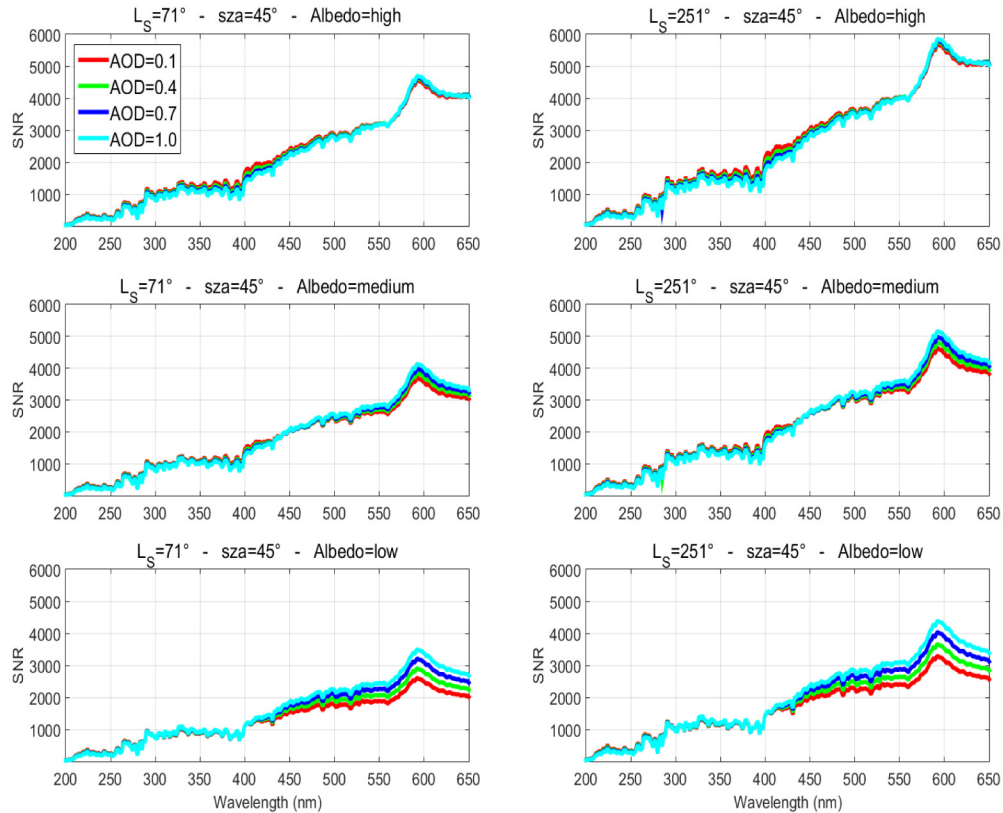 L_S=71° - sza=45° - Albedo=high
6000
5000
4000
3000
2000
1000
SNR
AOD=0.1
AOD=0.4
AOD=0.7
AOD=1.0
200 250 300 350 400 450 500 550 600 650
L_S=251° - sza=45° - Albedo=high
6000
5000
4000
3000
2000
1000
SNR
200 250 300 350 400 450 500 550 600 650
L_S=71° - sza=45° - Albedo=medium
6000
5000
4000
3000
2000
1000
SNR
200 250 300 350 400 450 500 550 600 650
L_S=251° - sza=45° - Albedo=medium
6000
5000
4000
3000
2000
1000
SNR
200 250 300 350 400 450 500 550 600 650
L_S=71° - sza=45° - Albedo=low
6000
5000
4000
3000
2000
1000
SNR
200 250 300 350 400 450 500 550 600 650
Wavelength (nm)
L_S=251° - sza=45° - Albedo=low
6000
5000
4000
3000
2000
1000
SNR
200 250 300 350 400 450 500 550 600 650
Wavelength (nm)